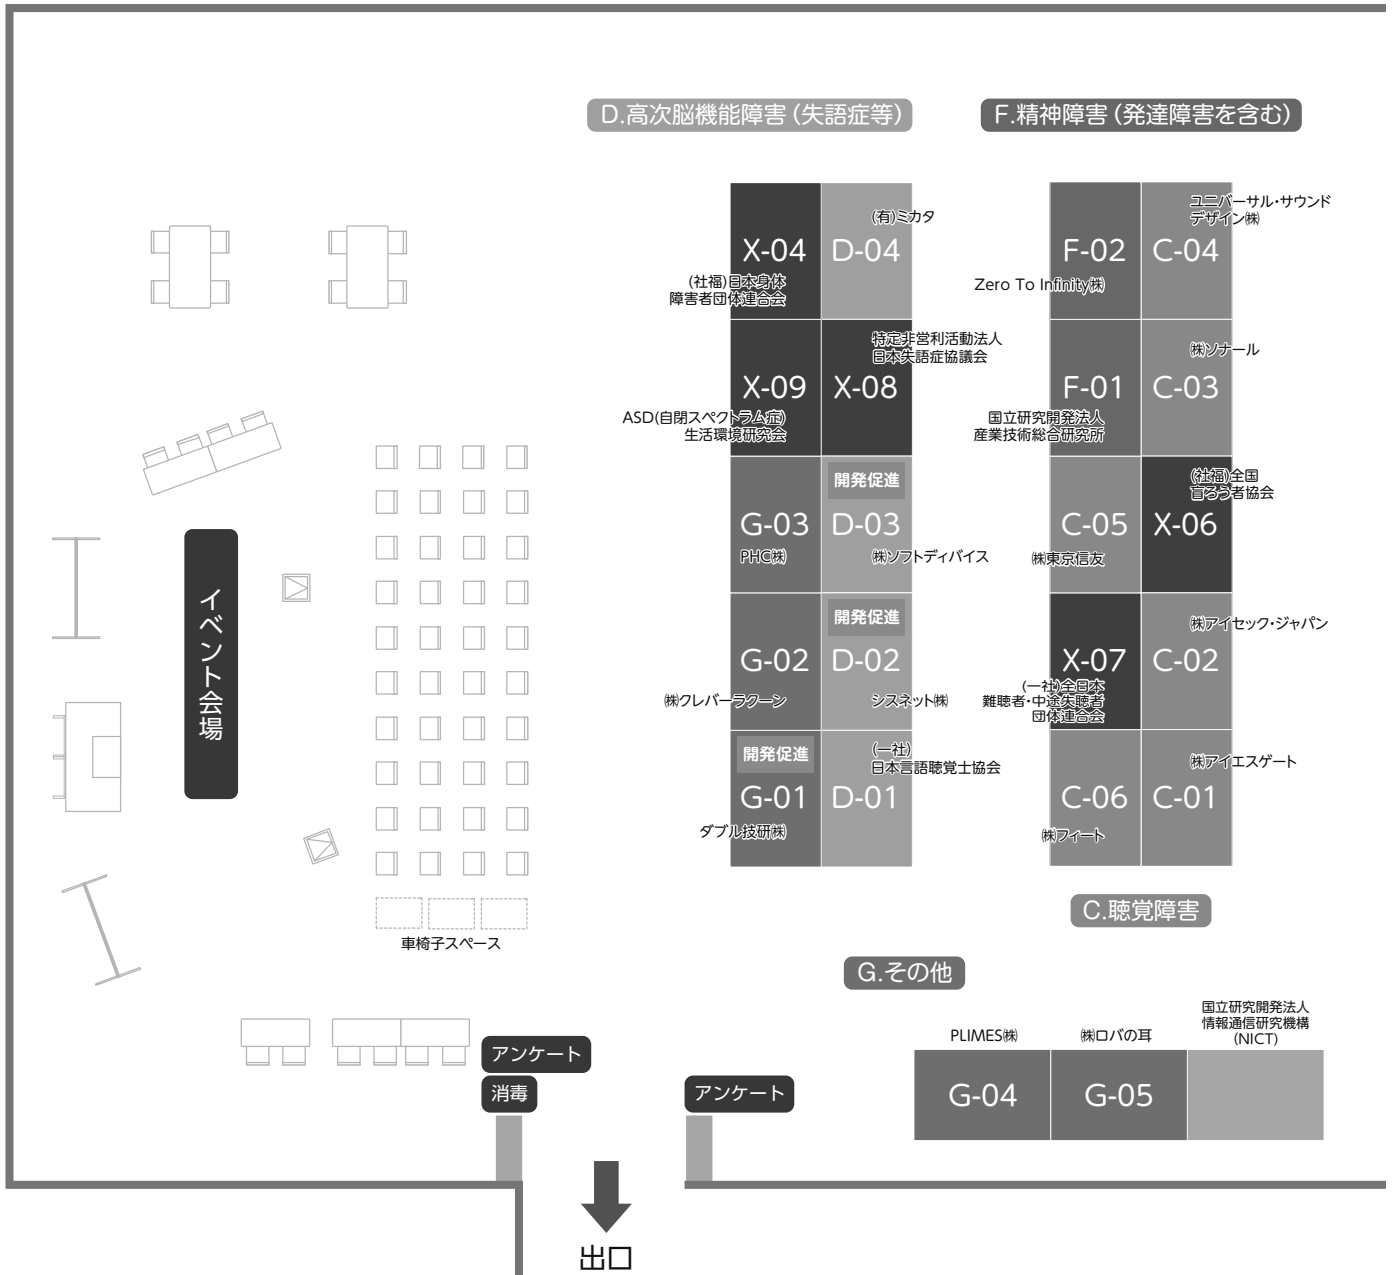 D.高次脳機能障害（失語症等）
F.精神障害（発達障害を含む）
X-04
(社福)日本身体
障害者団体連合会
D-04
(有)ミカタ
X-09
ASD(自閉スペクトラム症)
生活環境研究会
X-08
特定非営利活動法人
日本失語症協議会
G-03
PHC㈱
開発促進
D-03
㈱ソフトディバイス
G-02
㈱クレバーラクーン
開発促進
D-02
シスネット㈱
開発促進
G-01
ダブル技研㈱
(一社)
日本言語聴覚士協会
D-01
F-02
Zero To Infinity㈱
ユニバーサル・サウンド
デザイン㈱
C-04
F-01
国立研究開発法人
産業技術総合研究所
㈱ソナール
C-03
C-05
㈱東京信友
(社福)全国
盲ろう者協会
X-06
X-07
(一社)全日本
難聴者・中途失聴者
団体連合会
㈱アイセック・ジャパン
C-02
C-06
㈱フィート
㈱アイエスゲート
C-01
C.聴覚障害
イベント会場
車椅子スペース
G.その他
PLIMES㈱
G-04
㈱ロバの耳
G-05
国立研究開発法人
情報通信研究機構
(NICT)
アンケート
消毒
アンケート
出口